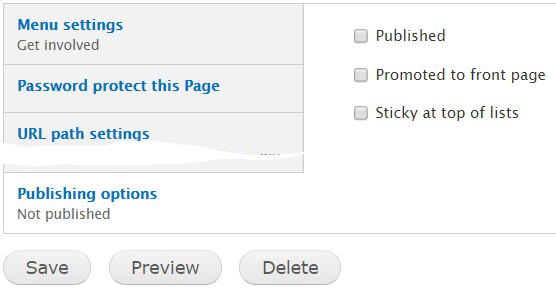 Menu settings
Get involved
Password protect this Page
URL path settings
Publishing options
Not published
Published
Promoted to front page
Sticky at top of lists
Save
Preview
Delete